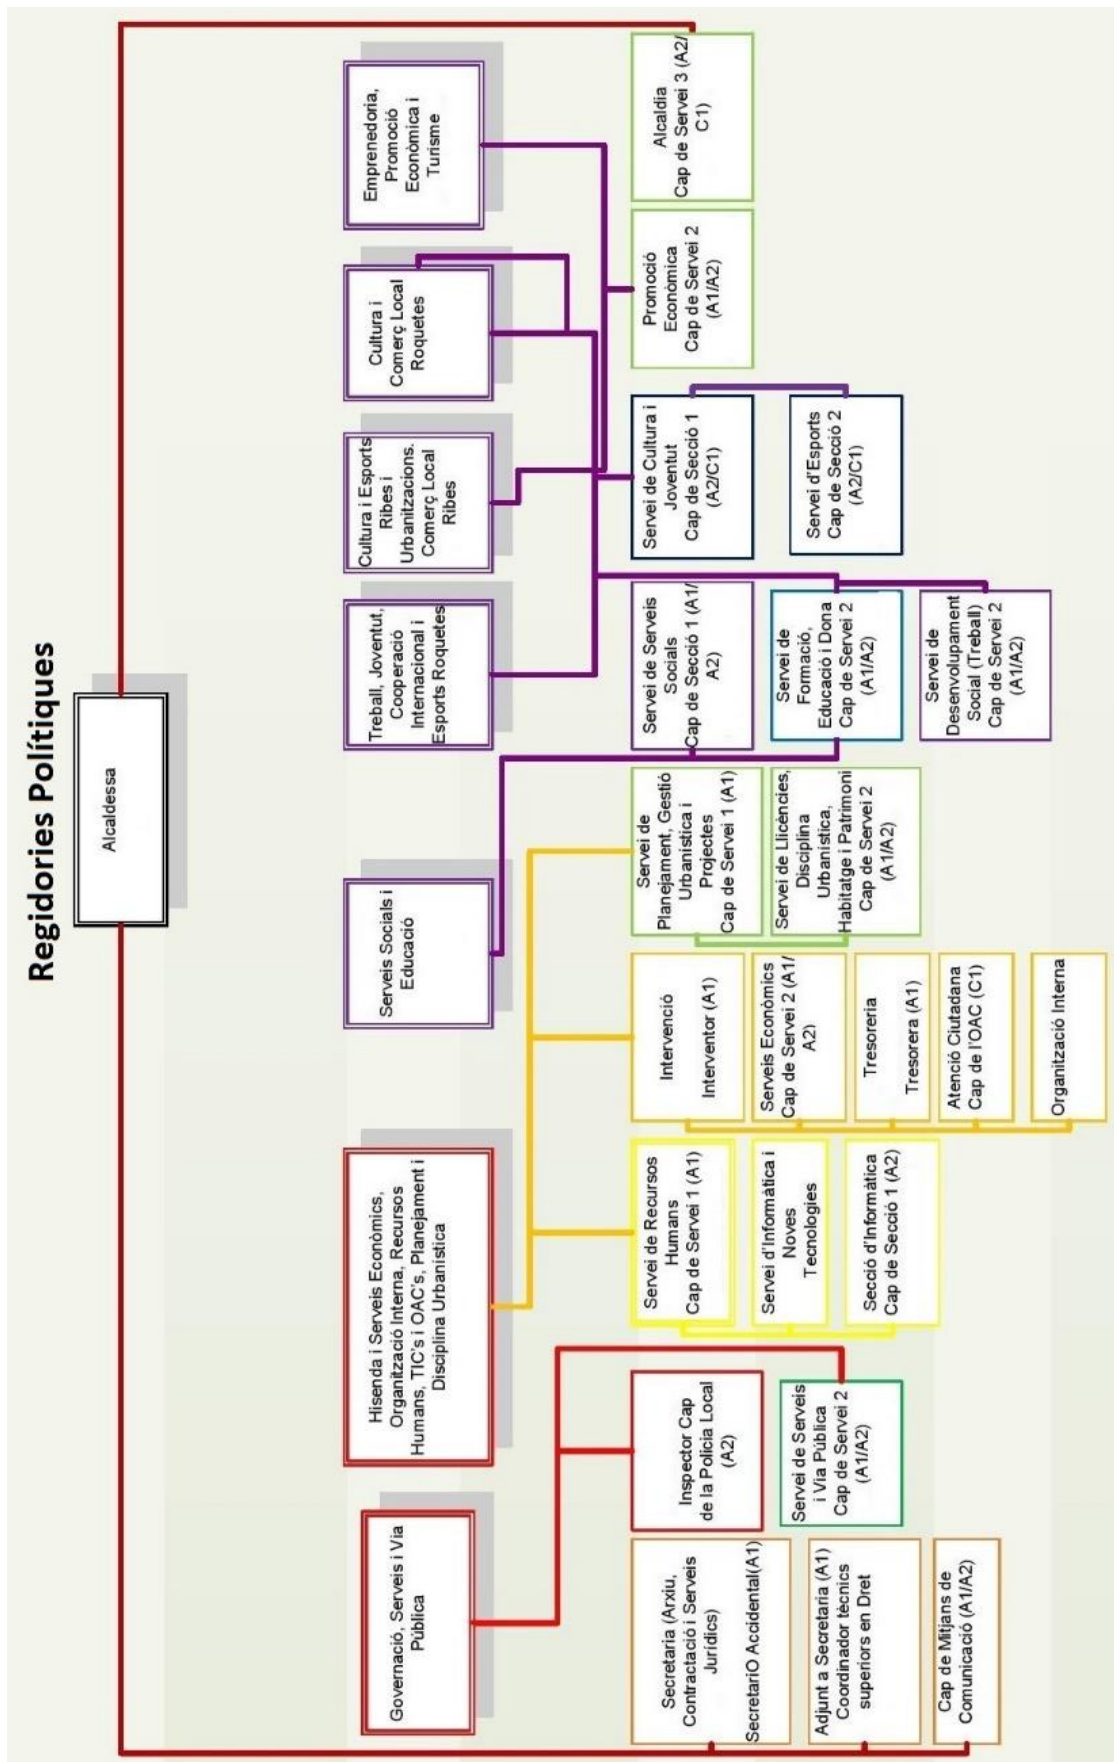 Regidories Polítiques
Alcaldessa
Governació, Serveis i Via
Pública
Hisenda i Serveis Econòmics,
Organització Interna, Recursos
Humans, TIC's i OAC's, Planejament i
Disciplina Urbanística
Serveis Socials i
Educació
Treball, Joventut,
Cooperació
Internacional i
Esports Roquetes
Cultura i Esports
Ribes i
Urbanitzacions.
Comerç Local
Ribes
Cultura i
Comerç Local
Roquetes
Emprenedoria,
Promoció
Econòmica i
Turisme
Secretaria (Arxiu,
Contractació i Serveis
Jurídics)
SecretariO Accidental(A1)
Adjunt a Secretaria (A1)
Coordinador tècnics
superiors en Dret
Cap de Mitjans de
Comunicació (A1/A2)
Inspector Cap
de la Policia Local
(A2)
Servei de Serveis
i Via Pública
Cap de Servei 2
(A1/A2)
Servei de Recursos
Humans
Cap de Servei 1 (A1)
Servei d'Informàtica i
Noves
Tecnologies
Secció d'Informàtica
Cap de Secció 1 (A2)
Intervenció
Interventor (A1)
Serveis Econòmics
Cap de Servei 2 (A1/
A2)
Tresoreria
Tresorera (A1)
Atenció Ciutadana
Cap de l'OAC (C1)
Organització Interna
Servei de
Planejament, Gestió
Urbanística i
Projectes
Cap de Servei 1 (A1)
Servei de Llicències,
Disciplina
Urbanística,
Habitatge i Patrimoni
Cap de Servei 2
(A1/A2)
Servei de Serveis
Socials
Cap de Secció 1 (A1/
A2)
Servei de
Formació,
Educació i Dona
Cap de Servei 2
(A1/A2)
Servei de
Desenvolupament
Social (Treball)
Cap de Servei 2
(A1/A2)
Servei de Cultura i
Joventut
Cap de Secció 1
(A2/C1)
Servei d'Esports
Cap de Secció 2
(A2/C1)
Promoció
Econòmica
Cap de Servei 2
(A1/A2)
Alcaldia
Cap de Servei 3 (A2/
C1)